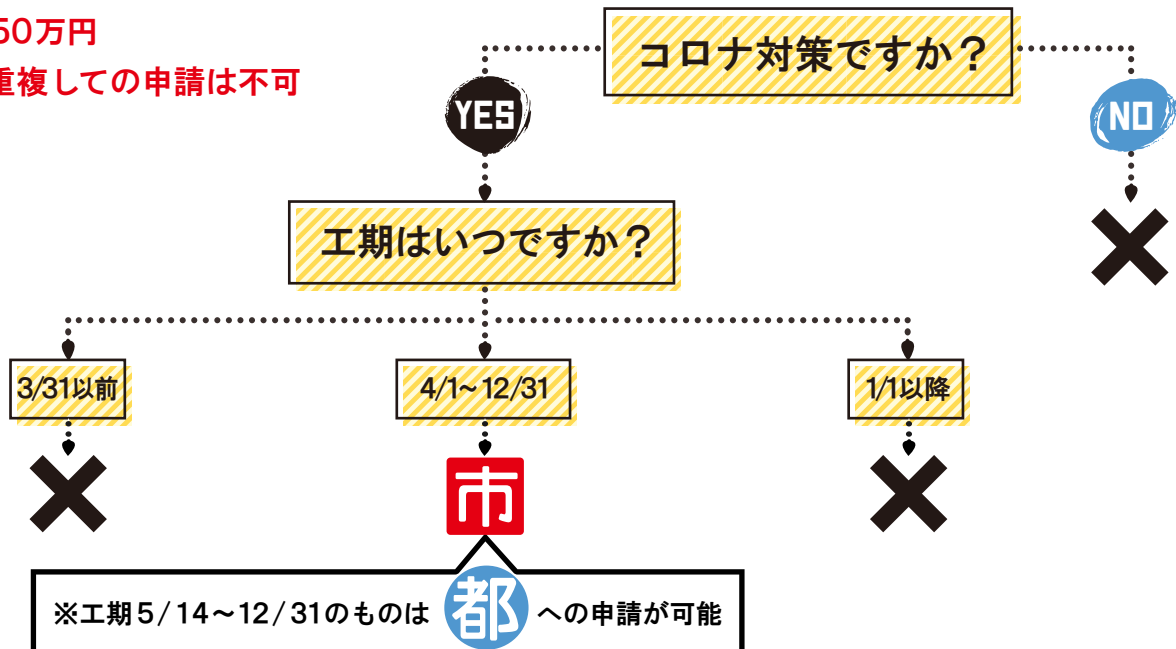 50万円
重複しての申請は不可
コロナ対策ですか？
YES
NO
工期はいつですか？
3/31以前
4/1~12/31
1/1以降
市
※工期5/14～12/31のものは 都 への申請が可能